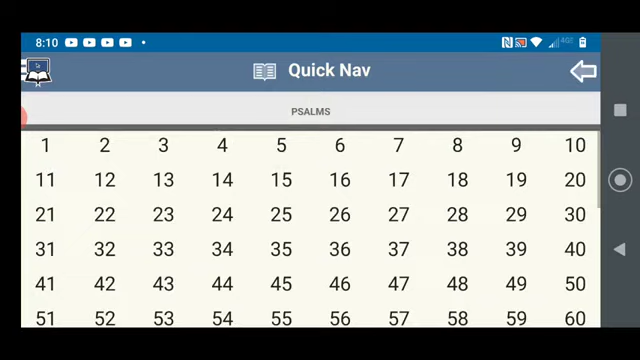 8:10
4G
Quick Nav
PSALMS
1 2 3 4 5 6 7 8 9 10
11 12 13 14 15 16 17 18 19 20
21 22 23 24 25 26 27 28 29 30
31 32 33 34 35 36 37 38 39 40
41 42 43 44 45 46 47 48 49 50
51 52 53 54 55 56 57 58 59 60